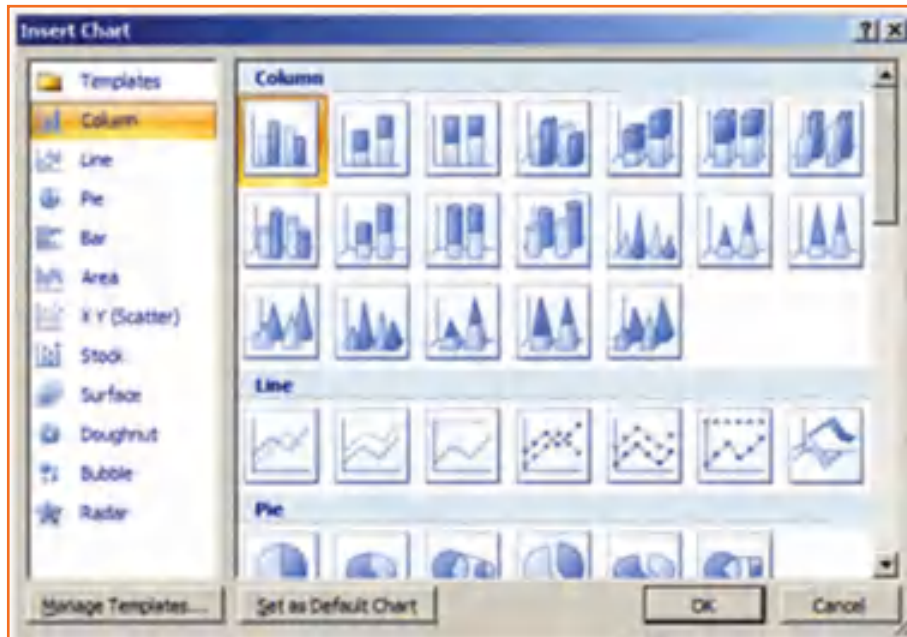 Insert Chart
Templates
Column
Line
Pie
Bar
Area
X Y (Scatter)
Stock
Surface
Doughnut
Bubble
Radar
Column
Line
Pie
Manage Templates...
Set as Default Chart
OK
Cancel